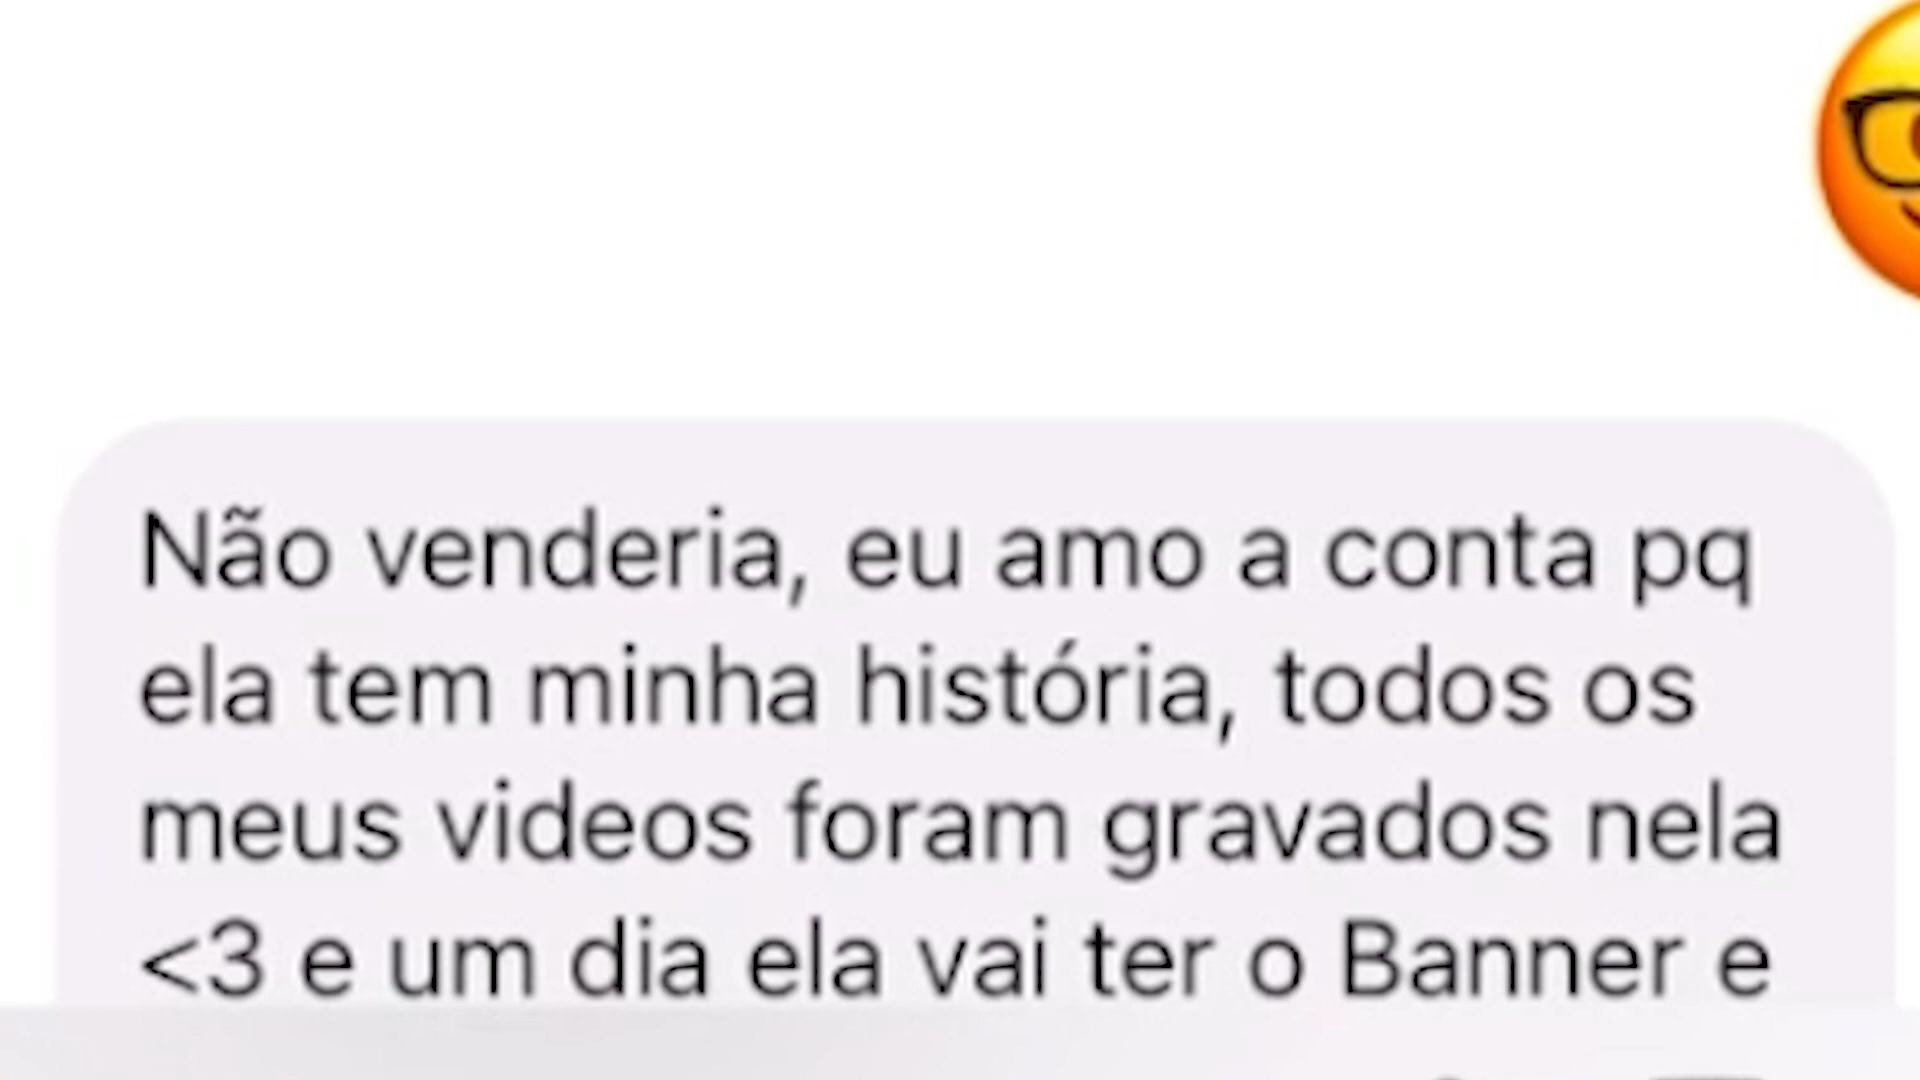 Não venderia, eu amo a conta pq
ela tem minha história, todos os
meus videos foram gravados nela
<3 e um dia ela vai ter o Banner e